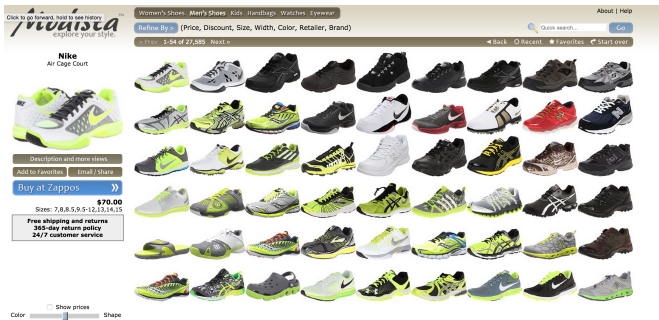 Women's Shoes Men's Shoes Kids Handbags Watches Eyewear
About | Help
Click to go forward, hold to see history
Modista
explore your style.
Refine By > (Price, Discount, Size, Width, Color, Retailer, Brand)
Quick search... Go
« Prev 1-54 of 27,585 Next »
Back Recent Favorites Start over
Nike
Air Cage Court
Description and more views
Add to Favorites Email / Share
Buy at Zappos »
$70.00
Sizes: 7,8,8.5,9.5-12,13,14,15
Free shipping and returns
365-day return policy
24/7 customer service
Show prices
Color Shape